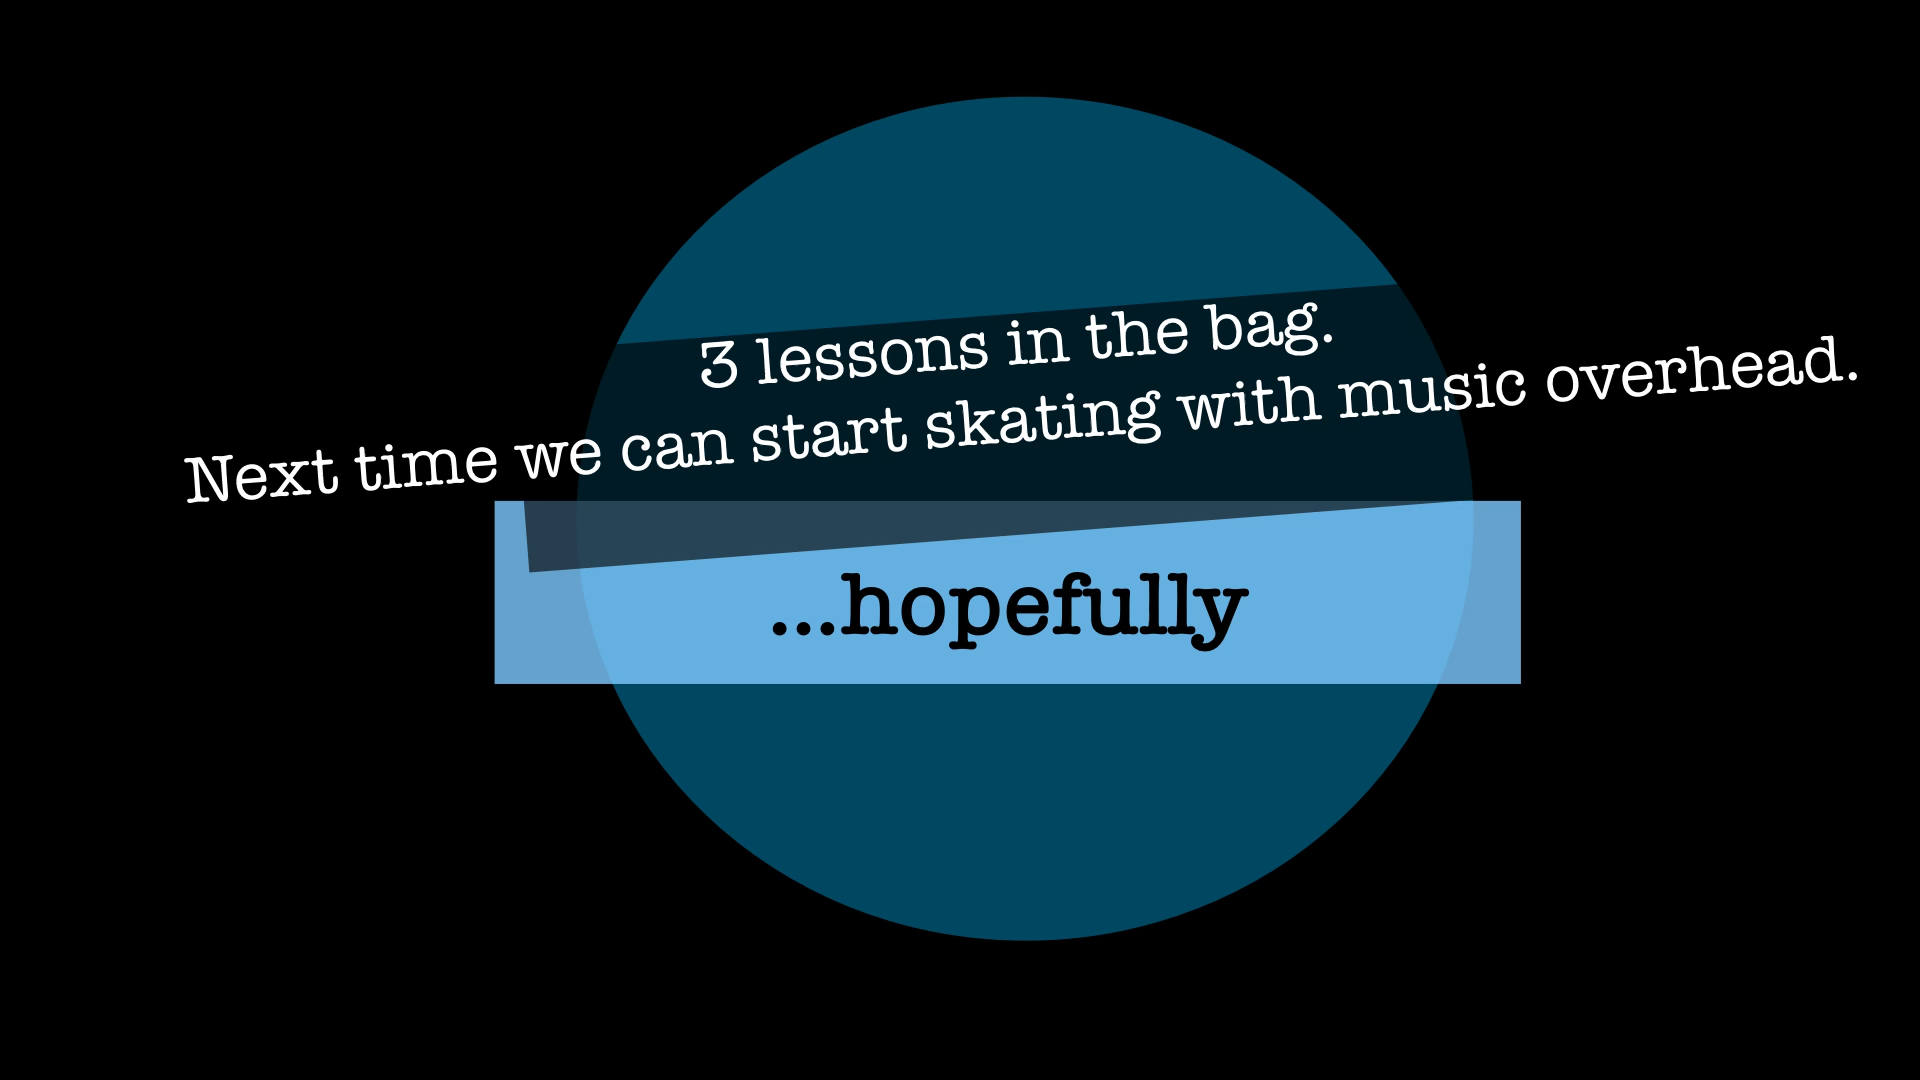 3 lessons in the bag.
Next time we can start skating with music overhead.
...hopefully